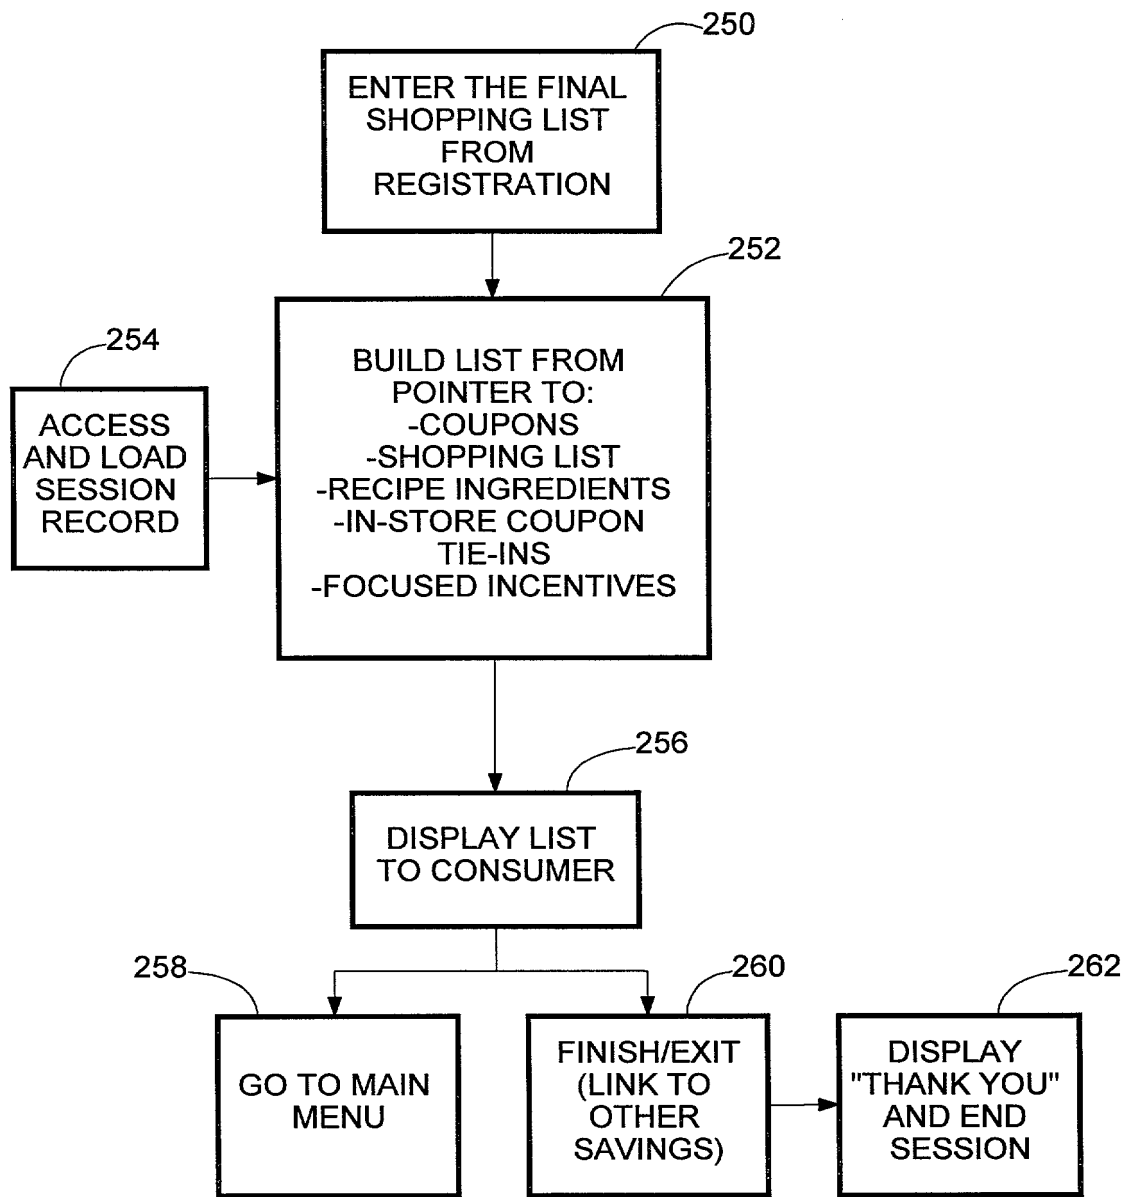 250
ENTER THE FINAL
SHOPPING LIST
FROM
REGISTRATION
252
BUILD LIST FROM
POINTER TO:
-COUPONS
-SHOPPING LIST
-RECIPE INGREDIENTS
-IN-STORE COUPON
TIE-INS
-FOCUSED INCENTIVES
254
ACCESS
AND LOAD
SESSION
RECORD
256
DISPLAY LIST
TO CONSUMER
258
GO TO MAIN
MENU
260
FINISH/EXIT
(LINK TO
OTHER
SAVINGS)
262
DISPLAY
"THANK YOU"
AND END
SESSION